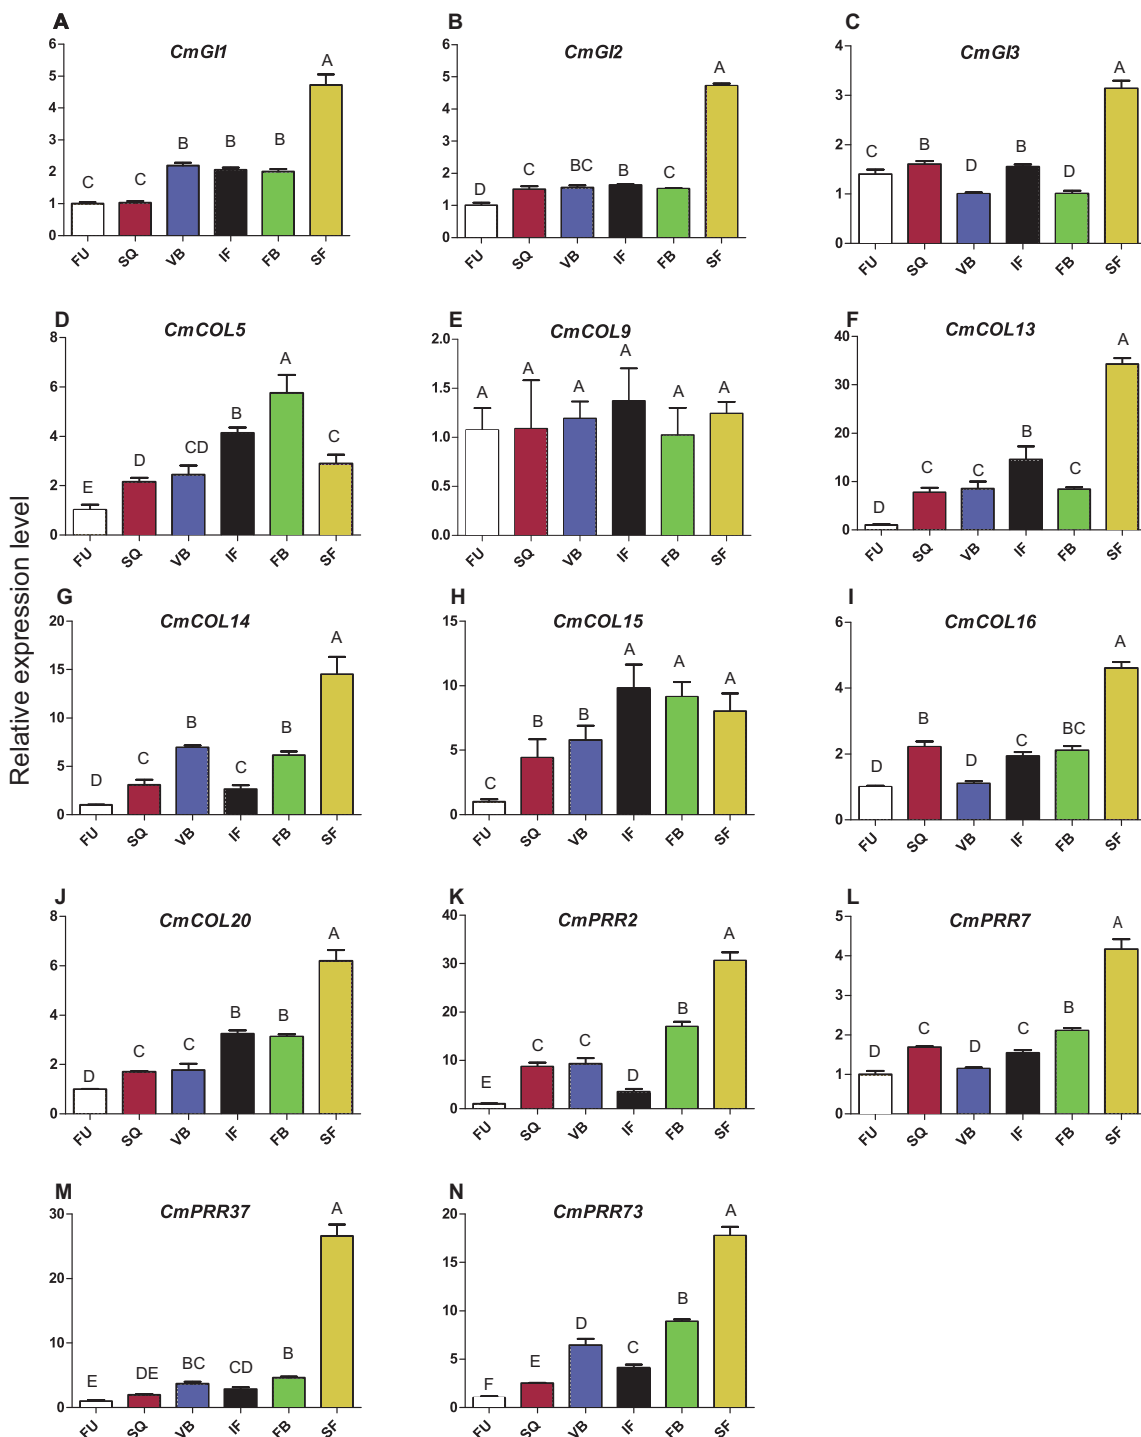 Relative expression level
A
CmGI1
6
5
4
3
2
1
0
C
C
B
B
B
A
FU
SQ
VB
IF
FB
SF
B
CmGI2
6
5
4
3
2
1
0
D
C
BC
B
C
A
FU
SQ
VB
IF
FB
SF
C
CmGI3
4
3
2
1
0
C
B
D
B
D
A
FU
SQ
VB
IF
FB
SF
D
CmCOL5
8
6
4
2
0
E
D
CD
B
A
C
FU
SQ
VB
IF
FB
SF
E
CmCOL9
2.0
1.5
1.0
0.5
0.0
A
A
A
A
A
A
FU
SQ
VB
IF
FB
SF
F
CmCOL13
40
30
20
10
0
D
C
C
B
C
A
FU
SQ
VB
IF
FB
SF
G
CmCOL14
20
15
10
5
0
D
C
B
C
B
A
FU
SQ
VB
IF
FB
SF
H
CmCOL15
15
10
5
0
C
B
B
A
A
A
FU
SQ
VB
IF
FB
SF
I
CmCOL16
6
4
2
0
D
B
D
C
BC
A
FU
SQ
VB
IF
FB
SF
J
CmCOL20
8
6
4
2
0
D
C
C
B
B
A
FU
SQ
VB
IF
FB
SF
K
CmPRR2
40
30
20
10
0
E
C
C
D
B
A
FU
SQ
VB
IF
FB
SF
L
CmPRR7
5
4
3
2
1
0
D
C
D
C
B
A
FU
SQ
VB
IF
FB
SF
M
CmPRR37
30
20
10
0
E
DE
BC
CD
B
A
FU
SQ
VB
IF
FB
SF
N
CmPRR73
20
15
10
5
0
F
E
D
C
B
A
FU
SQ
VB
IF
FB
SF